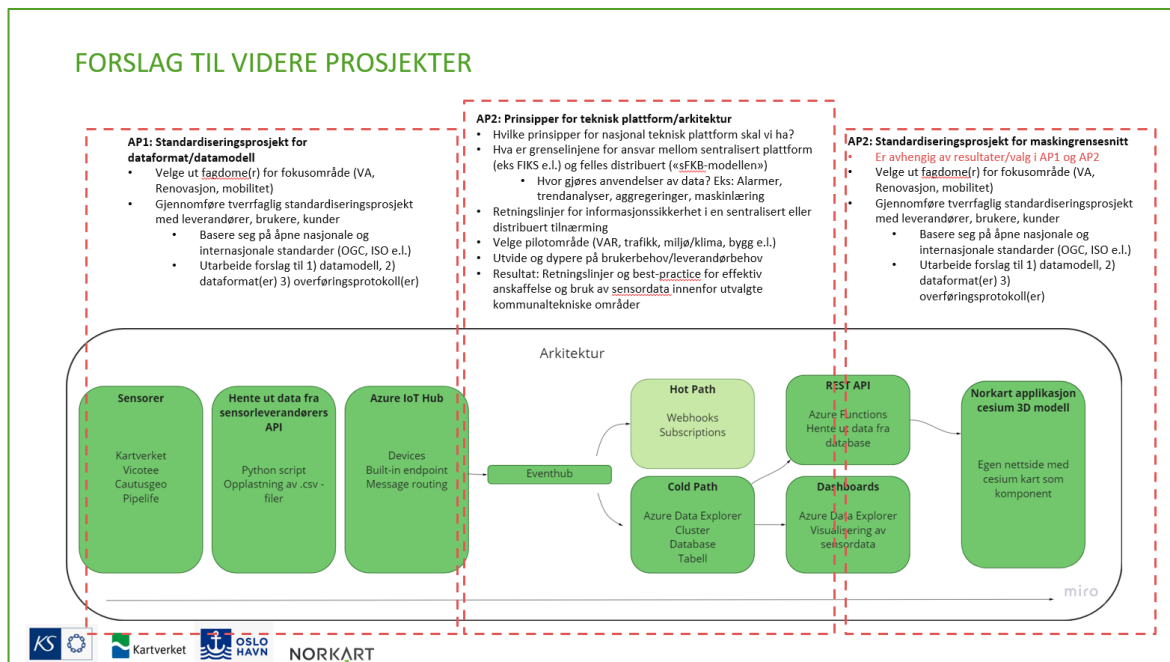 FORSLAG TIL VIDERE PROSJEKTER
AP1: Standardiseringsprosjekt for
dataformat/datamodell
• Velge ut fagdome(r) for fokusområde (VA,
Renovasjon, mobilitet)
• Gjennomføre tverrfaglig standardiseringsprosjekt
med leverandører, brukere, kunder
• Basere seg på åpne nasjonale og
internasjonale standarder (OGC, ISO e.l.)
• Utarbeide forslag til 1) datamodell, 2)
dataformat(er) 3) overføringsprotokoll(er)
AP2: Prinsipper for teknisk plattform/arkitektur
• Hvilke prinsipper for nasjonal teknisk plattform skal vi ha?
• Hva er grenselinjene for ansvar mellom sentralisert plattform
(eks FIKS e.l.) og felles distribuert («sFKB-modellen»)
• Hvor gjøres anvendelser av data? Eks: Alarmer,
trendanalyser, aggregeringer, maskinlæring
• Retningslinjer for informasjonssikkerhet i en sentralisert eller
distribuert tilnærming
• Velge pilotområde (VAR, trafikk, miljø/klima, bygg e.l.)
• Utvide og dypere på brukerbehov/leverandørbehov
• Resultat: Retningslinjer og best-practice for effektiv
anskaffelse og bruk av sensordata innenfor utvalgte
kommunaltekniske områder
AP2: Standardiseringsprosjekt for maskingrensesnitt
• Er avhengig av resultater/valg i AP1 og AP2
• Velge ut fagdome(r) for fokusområde (VA,
Renovasjon, mobilitet)
• Gjennomføre tverrfaglig standardiseringsprosjekt
med leverandører, brukere, kunder
• Basere seg på åpne nasjonale og
internasjonale standarder (OGC, ISO e.l.)
• Utarbeide forslag til 1) datamodell, 2)
dataformat(er) 3)
overføringsprotokoll(er)
Arkitektur
Sensorer
Kartverket
Vicotee
Cautusgeo
Pipelife
Hente ut data fra
sensorleverandørers
API
Python script
Opplastning av .csv -
filer
Azure IoT Hub
Devices
Built-in endpoint
Message routing
Eventhub
Hot Path
Webhooks
Subscriptions
Cold Path
Azure Data Explorer
Cluster
Database
Tabell
REST API
Azure Functions
Hente ut data fra
database
Dashboards
Azure Data Explorer
Visualisering av
sensordata
Norkart applikasjon
cesium 3D modell
Egen nettside med
cesium kart som
komponent
miro
KS
Kartverket
OSLO
HAVN
NORKART